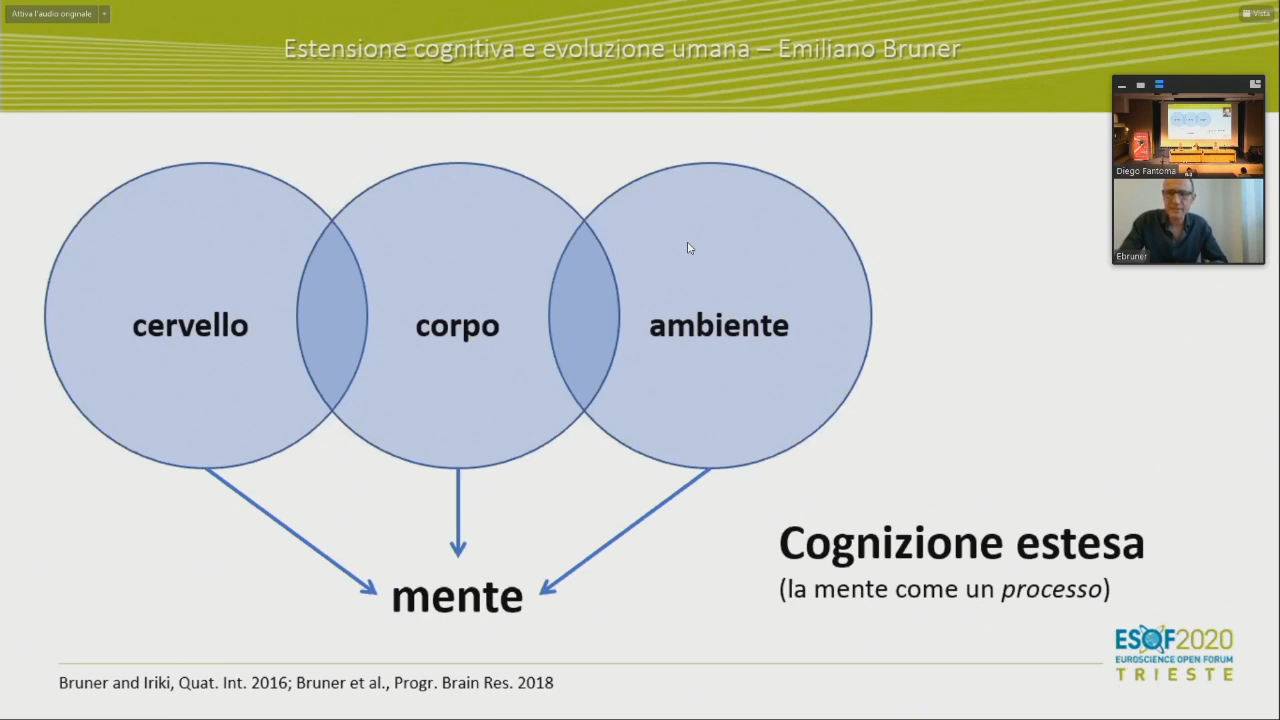 Attiva l'audio originale
Vista
Estensione cognitiva e evoluzione umana – Emiliano Bruner
Diego Fantoma
Ebruner
cervello
corpo
ambiente
mente
Cognizione estesa
(la mente come un processo)
ESOF2020
EUROSCIENCE OPEN FORUM
TRIESTE
Bruner and Iriki, Quat. Int. 2016; Bruner et al., Progr. Brain Res. 2018